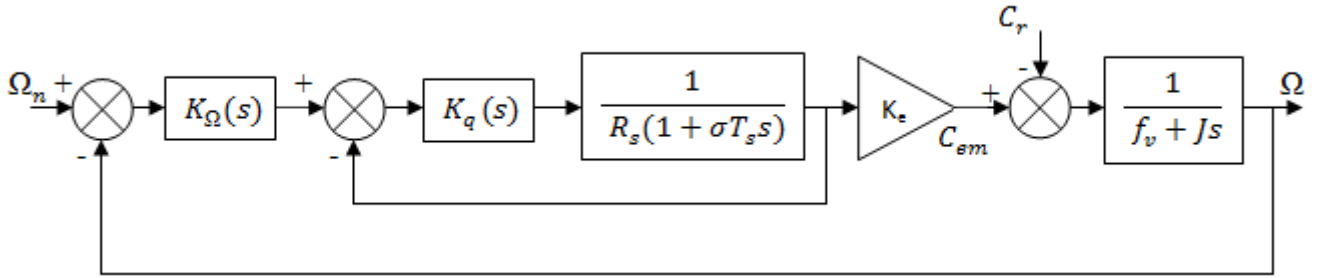 C_r
Ω_n + - K_Ω(s) + - K_q(s) 1 / R_s(1 + σT_s s) K_e + - 1 / f_v + Js Ω
C_em